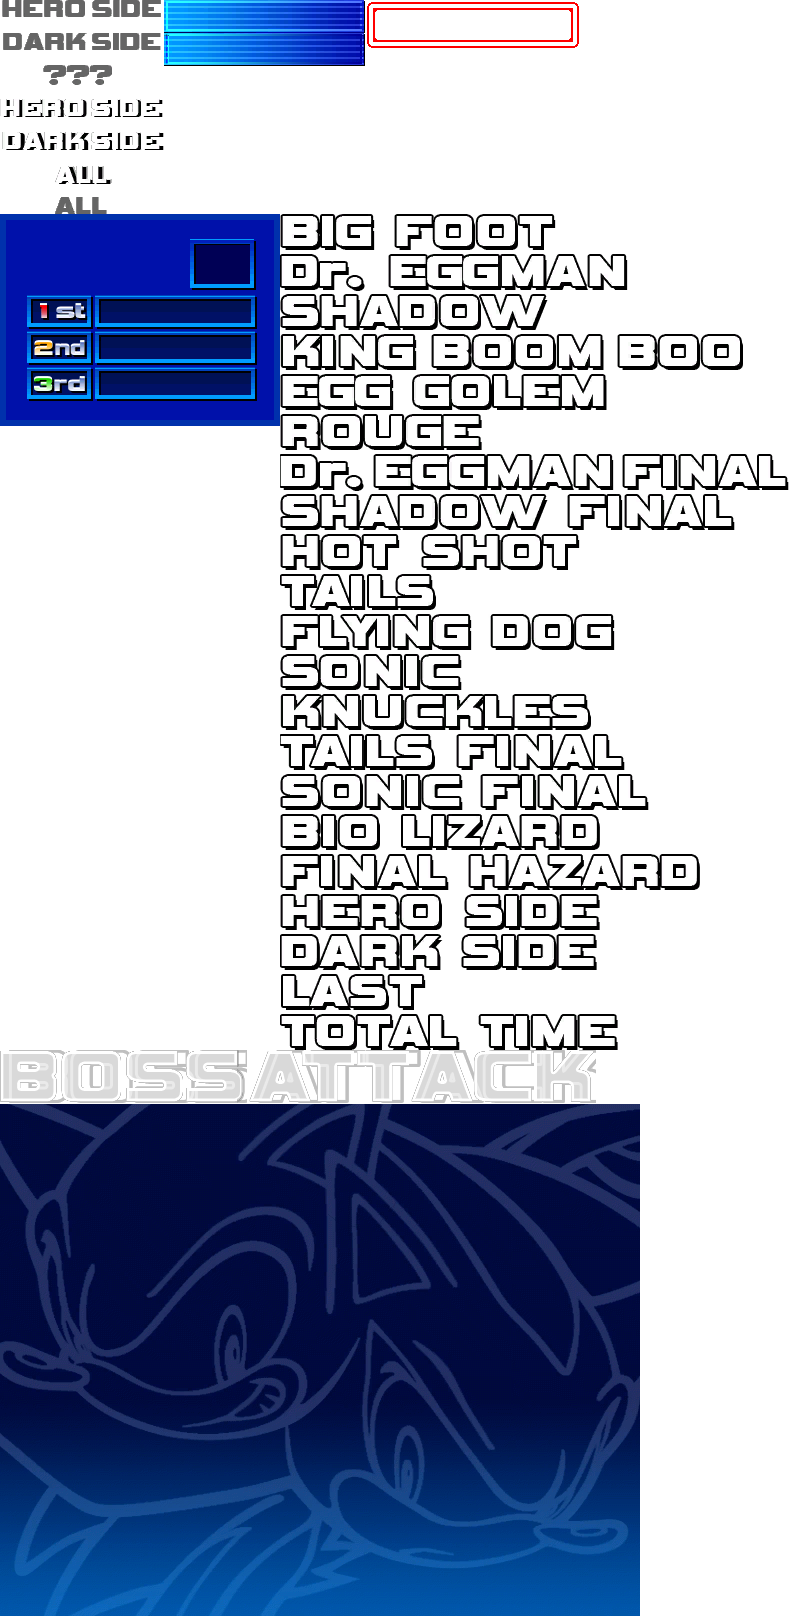 HERO SIDE
DARK SIDE
???
HERO SIDE
DARK SIDE
ALL
ALL
1st
2nd
3rd
BIG FOOT
Dr. EGGMAN
SHADOW
KING BOOM BOO
EGG GOLEM
ROUGE
Dr. EGGMAN FINAL
SHADOW FINAL
HOT SHOT
TAILS
FLYING DOG
SONIC
KNUCKLES
TAILS FINAL
SONIC FINAL
BIO LIZARD
FINAL HAZARD
HERO SIDE
DARK SIDE
LAST
TOTAL TIME
BOSS ATTACK